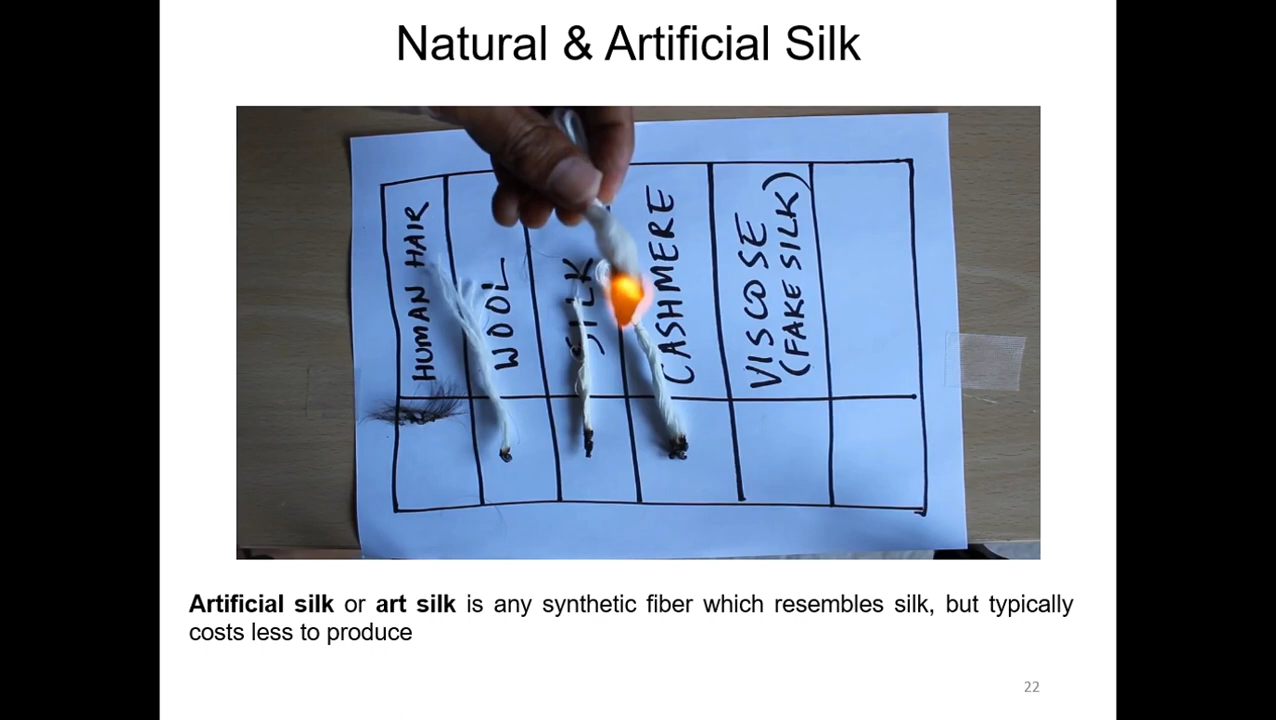 Natural & Artificial Silk
HUMAN HAIR
WOOL
SILK
CASHMERE
VISCOSE
(FAKE SILK)
Artificial silk or art silk is any synthetic fiber which resembles silk, but typically
costs less to produce
22